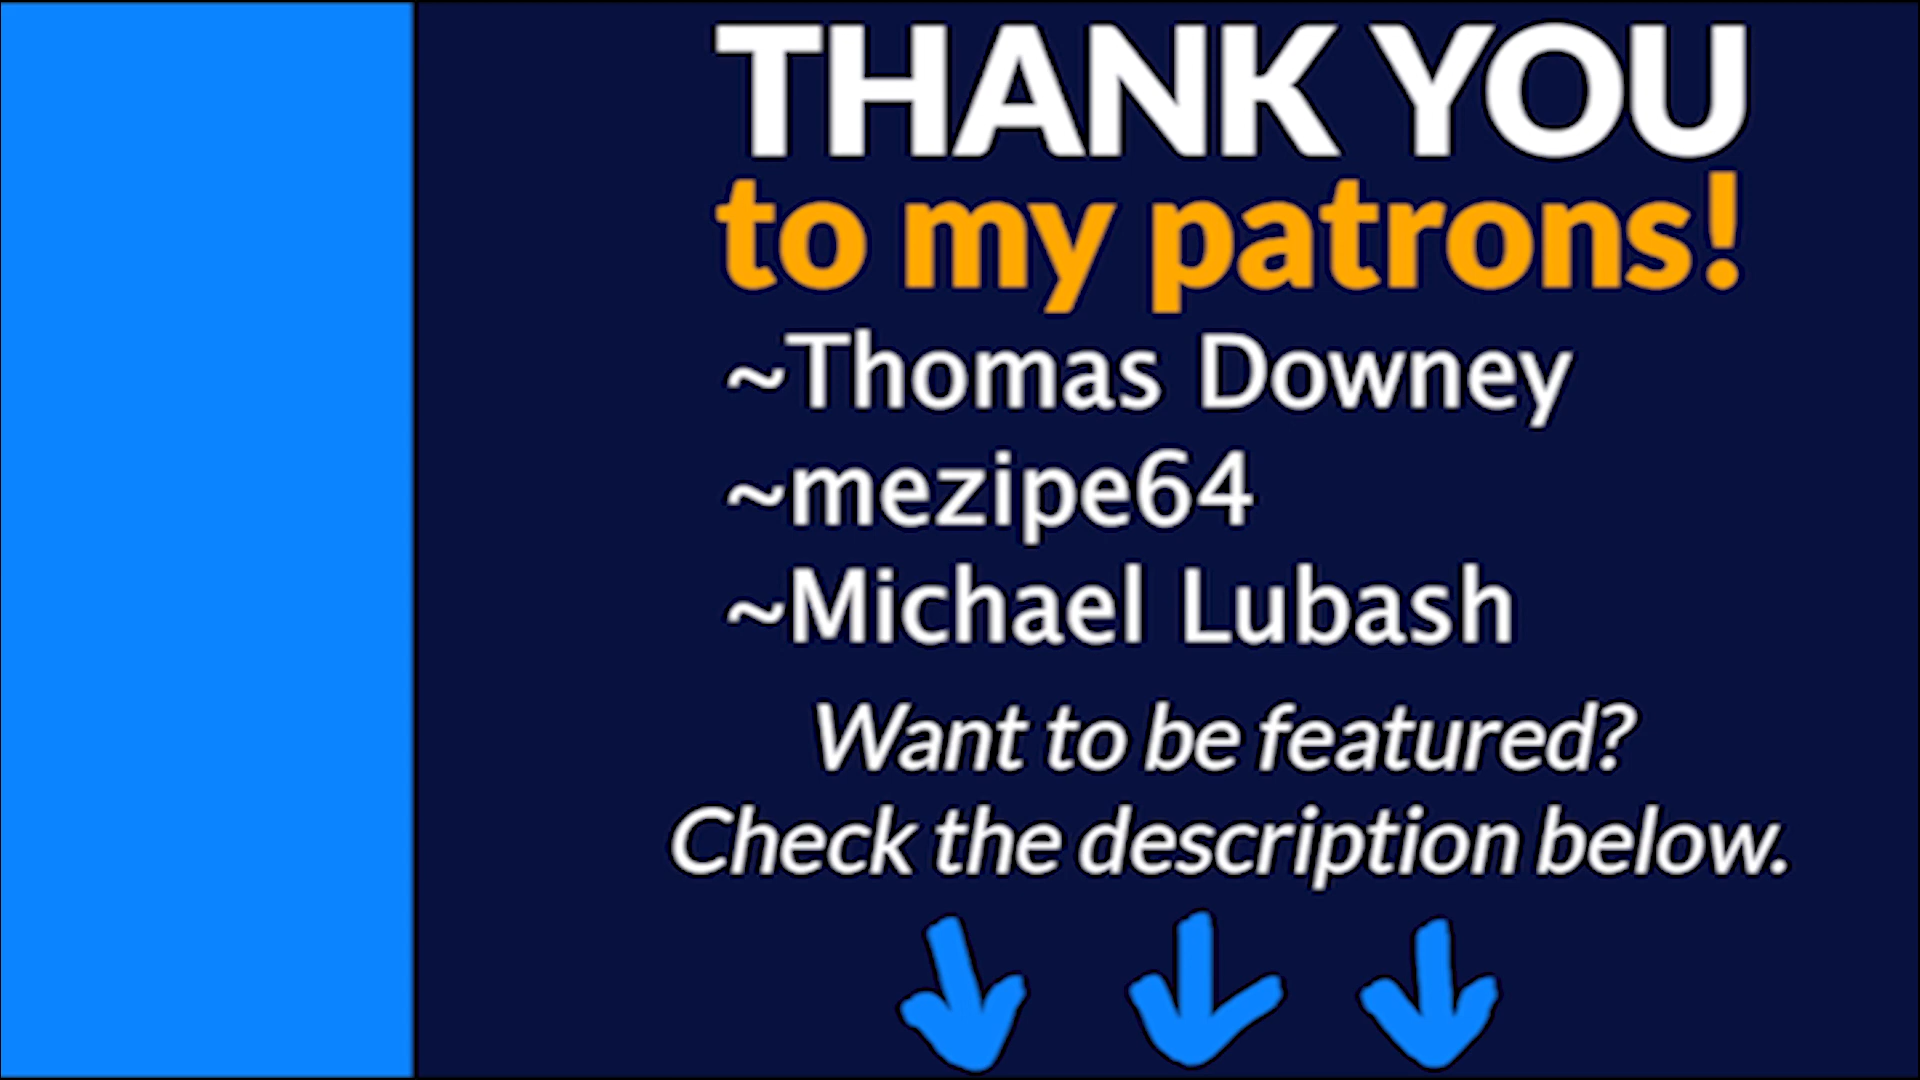 THANK YOU
to my patrons!
~Thomas Downey
~mezipe64
~Michael Lubash
Want to be featured?
Check the description below.